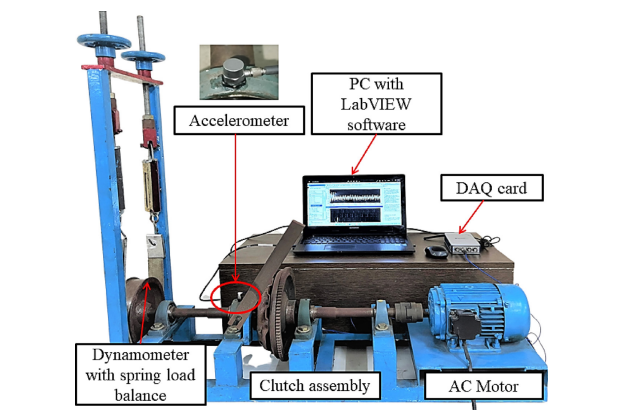 PC with
LabVIEW
software
Accelerometer
DAQ card
Dynamometer
with spring load
balance
Clutch assembly
AC Motor